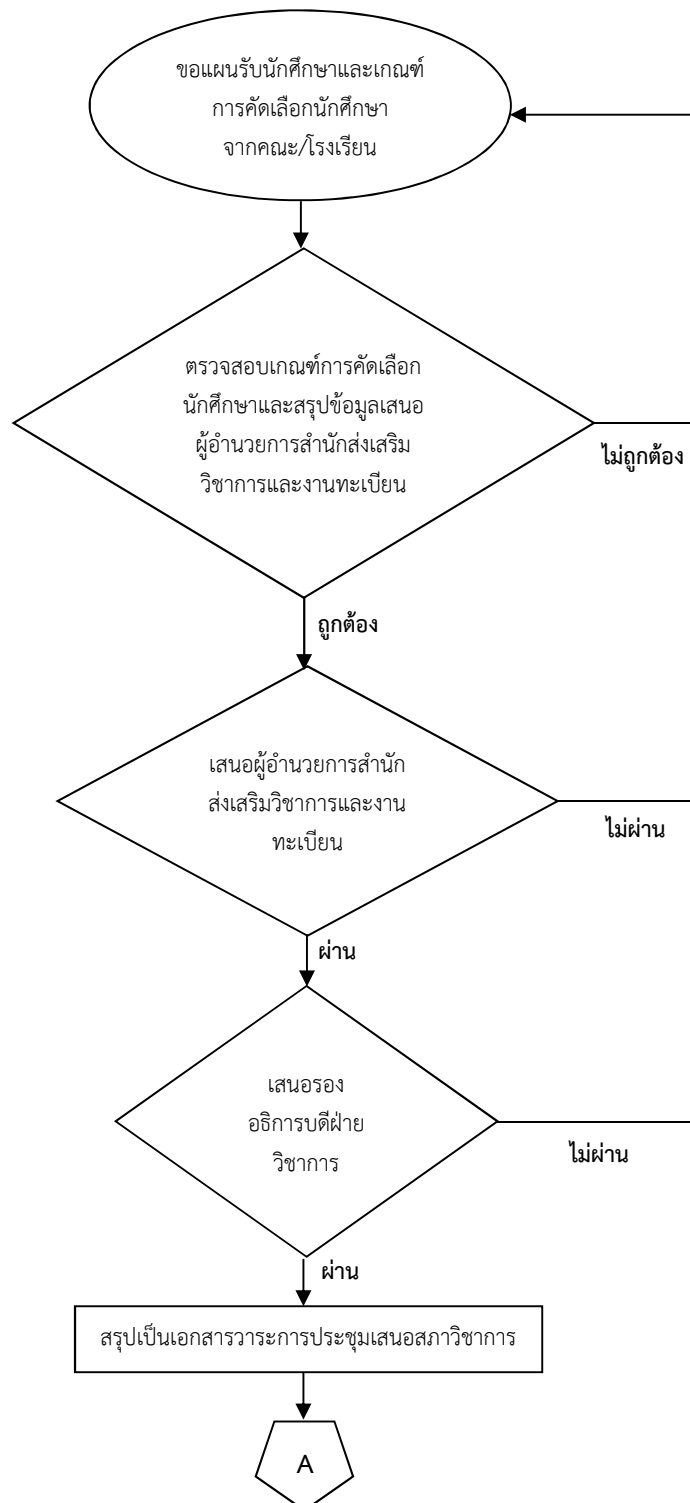 ขอแผนรับนักศึกษาและเกณฑ์
การคัดเลือกนักศึกษา
จากคณะ/โรงเรียน
ตรวจสอบเกณฑ์การคัดเลือก
นักศึกษาและสรุปข้อมูลเสนอ
ผู้อำนวยการสำนักส่งเสริม
วิชาการและงานทะเบียน
ไม่ถูกต้อง
ถูกต้อง
เสนอผู้อำนวยการสำนัก
ส่งเสริมวิชาการและงาน
ทะเบียน
ไม่ผ่าน
ผ่าน
เสนอรอง
อธิการบดีฝ่าย
วิชาการ
ไม่ผ่าน
ผ่าน
สรุปเป็นเอกสารวาระการประชุมเสนอสภาวิชาการ
A